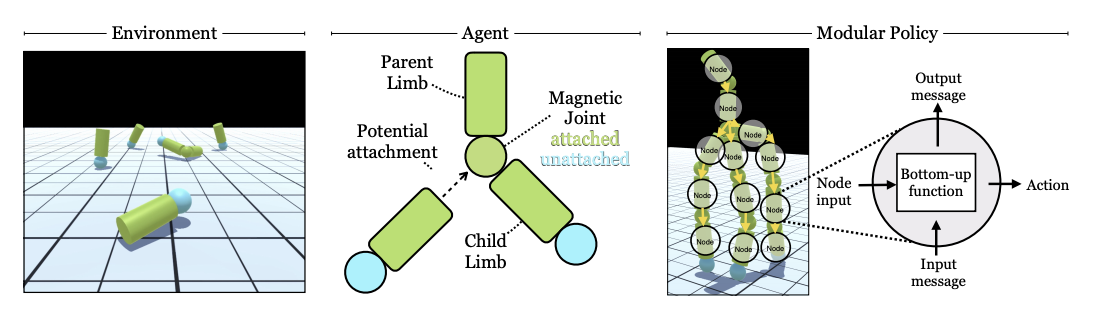 Environment
Agent
Parent
Limb
Magnetic
Joint
attached
unattached
Potential
attachment
Child
Limb
Modular Policy
Node
Node
Node
Node
Node
Node
Node
Node
Node
Node
Node
Node
Output
message
Node
input
Bottom-up
function
Action
Input
message